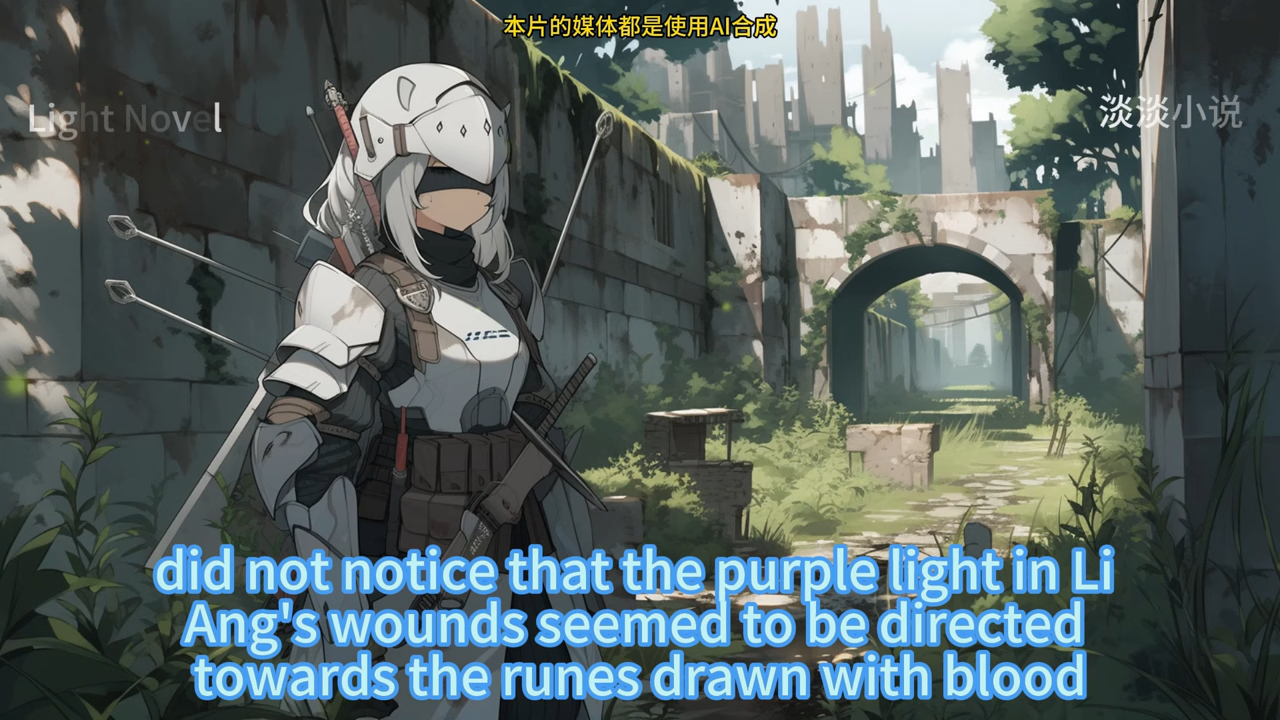 本片的媒体都是使用AI合成
Light Novel
淡淡小说
did not notice that the purple light in Li
Ang's wounds seemed to be directed
towards the runes drawn with blood